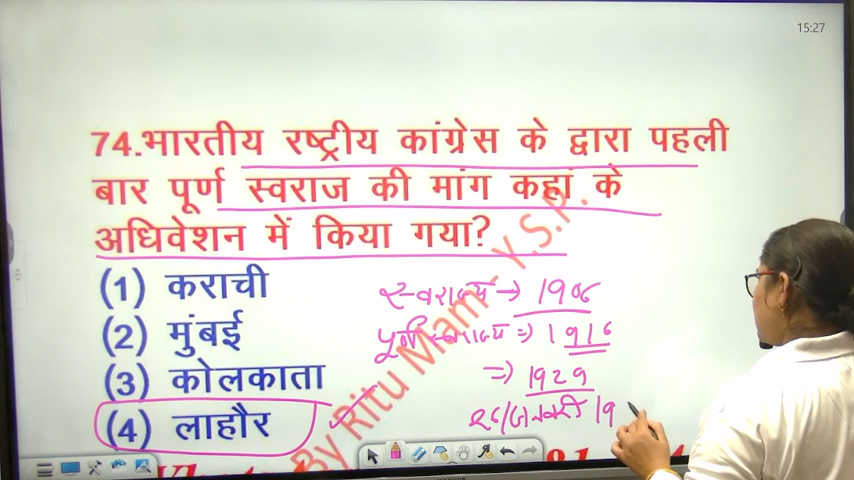 15:27
74.भारतीय रष्ट्रीय कांग्रेस के द्वारा पहली
बार पूर्ण स्वराज की मांग कहां के
अधिवेशन में किया गया?
(1) कराची
(2) मुंबई
(3) कोलकाता
(4) लाहौर
स्वराज्य → 1906
पूर्ण स्वराज्य ⇒ 1916
⇒ 1929
By Ritu Mam - Y.S.P.